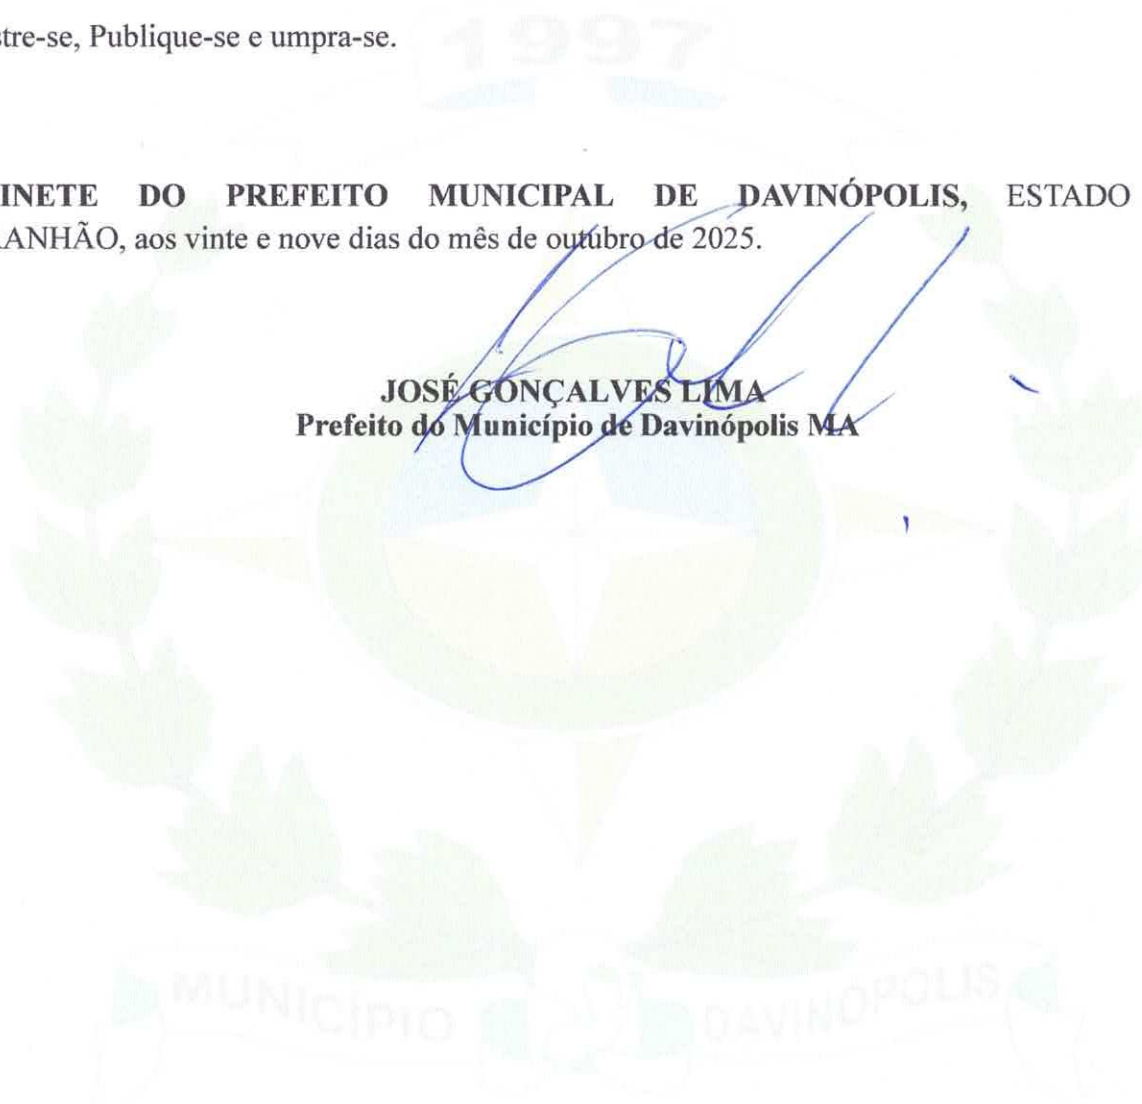 1997
stre-se, Publique-se e umpra-se.
INETE DO PREFEITO MUNICIPAL DE DAVINÓPOLIS, ESTADO
ANHÃO, aos vinte e nove dias do mês de outubro de 2025.
JOSÉ GONÇALVES LIMA
Prefeito do Município de Davinópolis MA
MUNICÍPIO DAVINÓPOLIS